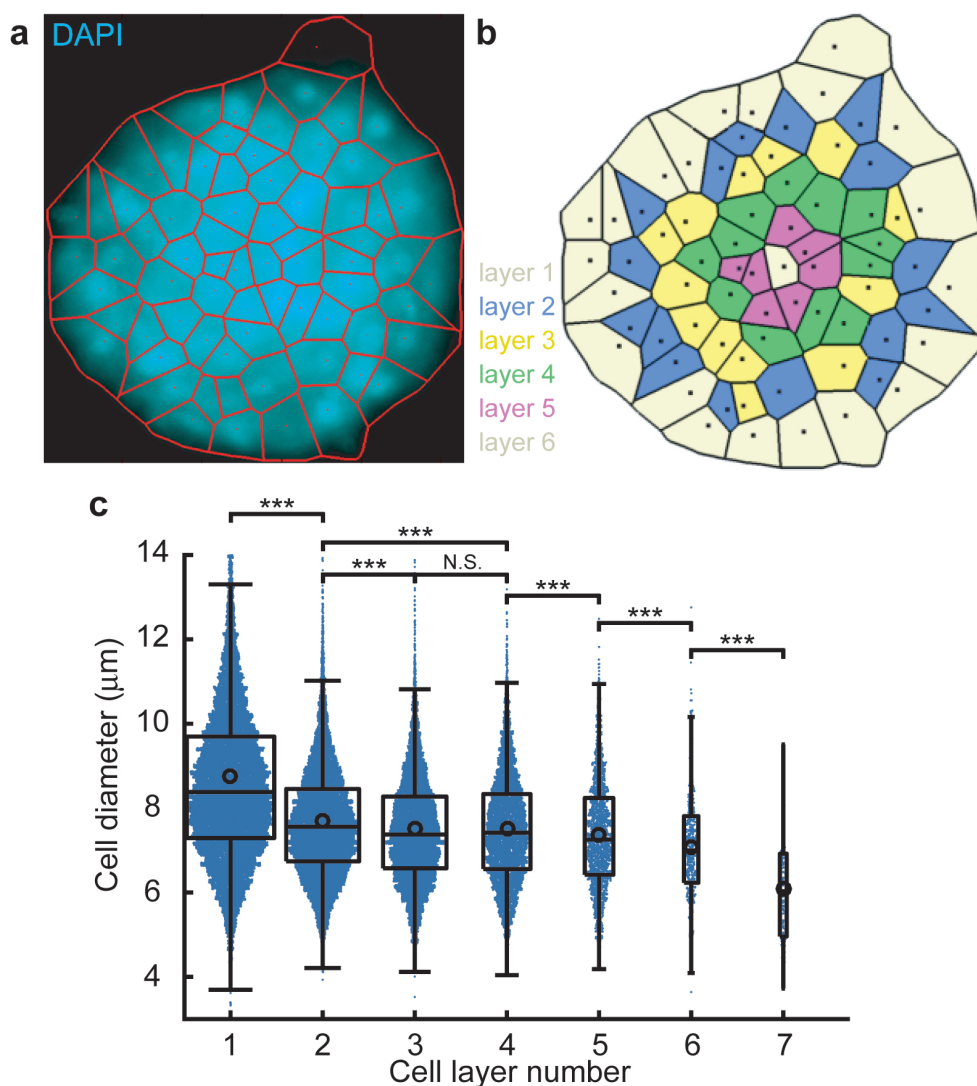 a
DAPI
b
layer 1
layer 2
layer 3
layer 4
layer 5
layer 6
c
***
***
***
N.S.
***
***
***
14
12
10
8
6
4
Cell diameter (μm)
1 2 3 4 5 6 7
Cell layer number